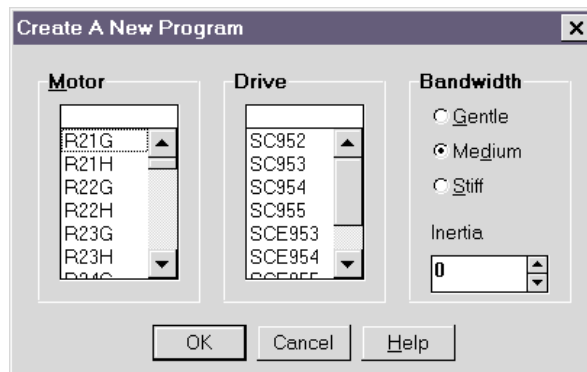 Create A New Program
Motor
R21G
R21H
R22G
R22H
R23G
R23H
Drive
SC952
SC953
SC954
SC955
SCE953
SCE954
Bandwidth
Gentle
Medium
Stiff
Inertia
0
OK
Cancel
Help